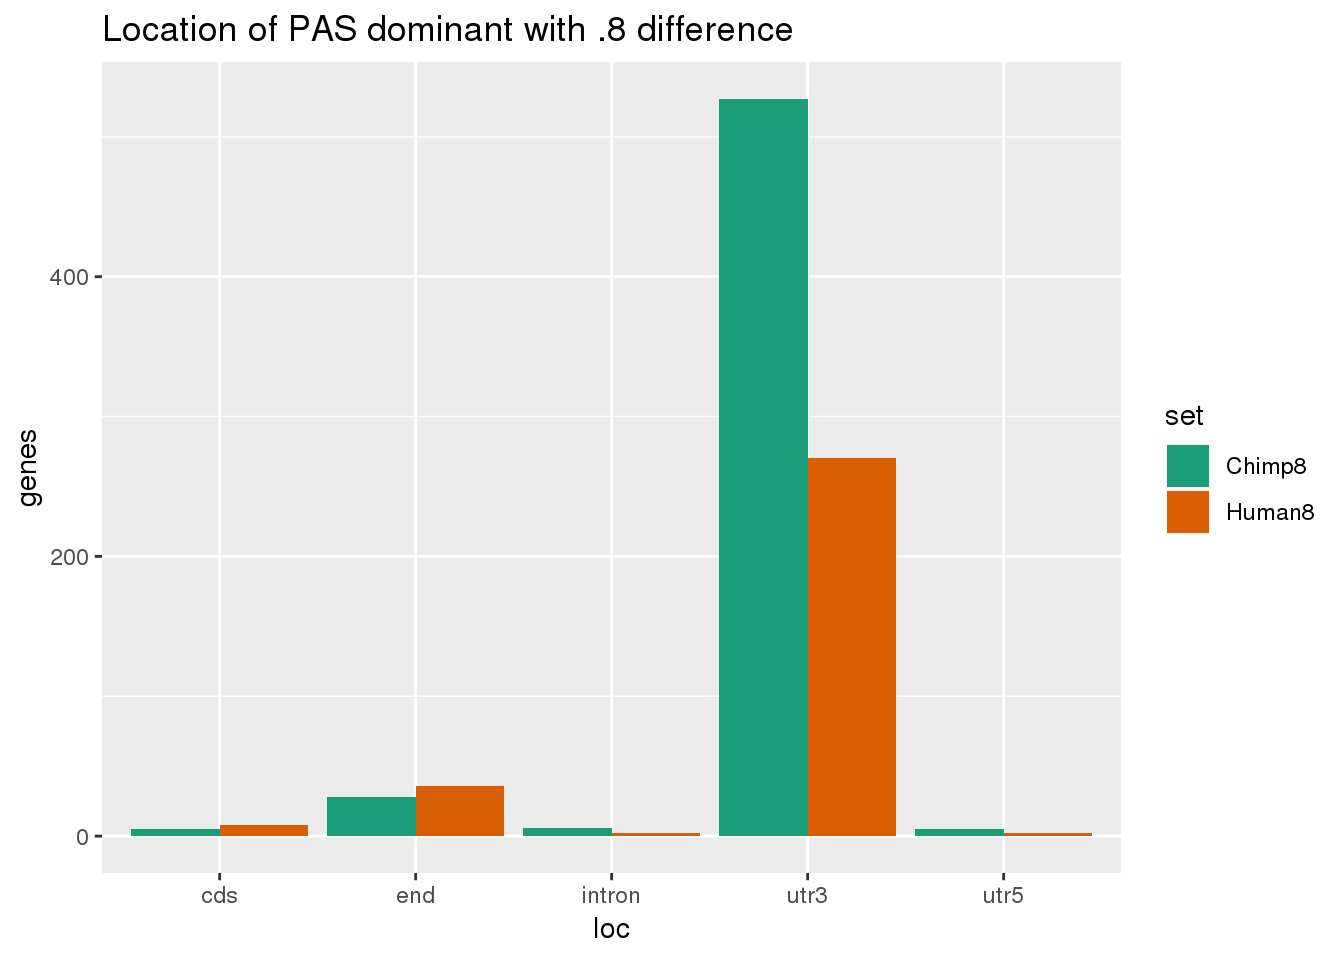 Location of PAS dominant with .8 difference
genes
400
200
0
cds
end
intron
utr3
utr5
loc
set
Chimp8
Human8